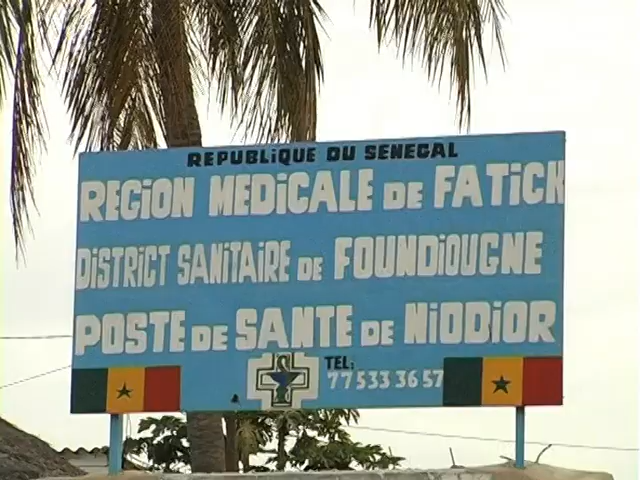 REPUBLiQUE DU SENEGAL
REGiON MEDiCALE DE FATiCK
DiSTRiCT SANiTAiRE DE FOUNDiOUGNE
POSTE DE SANTE DE NiODiOR
TEL:
77 533 36 57